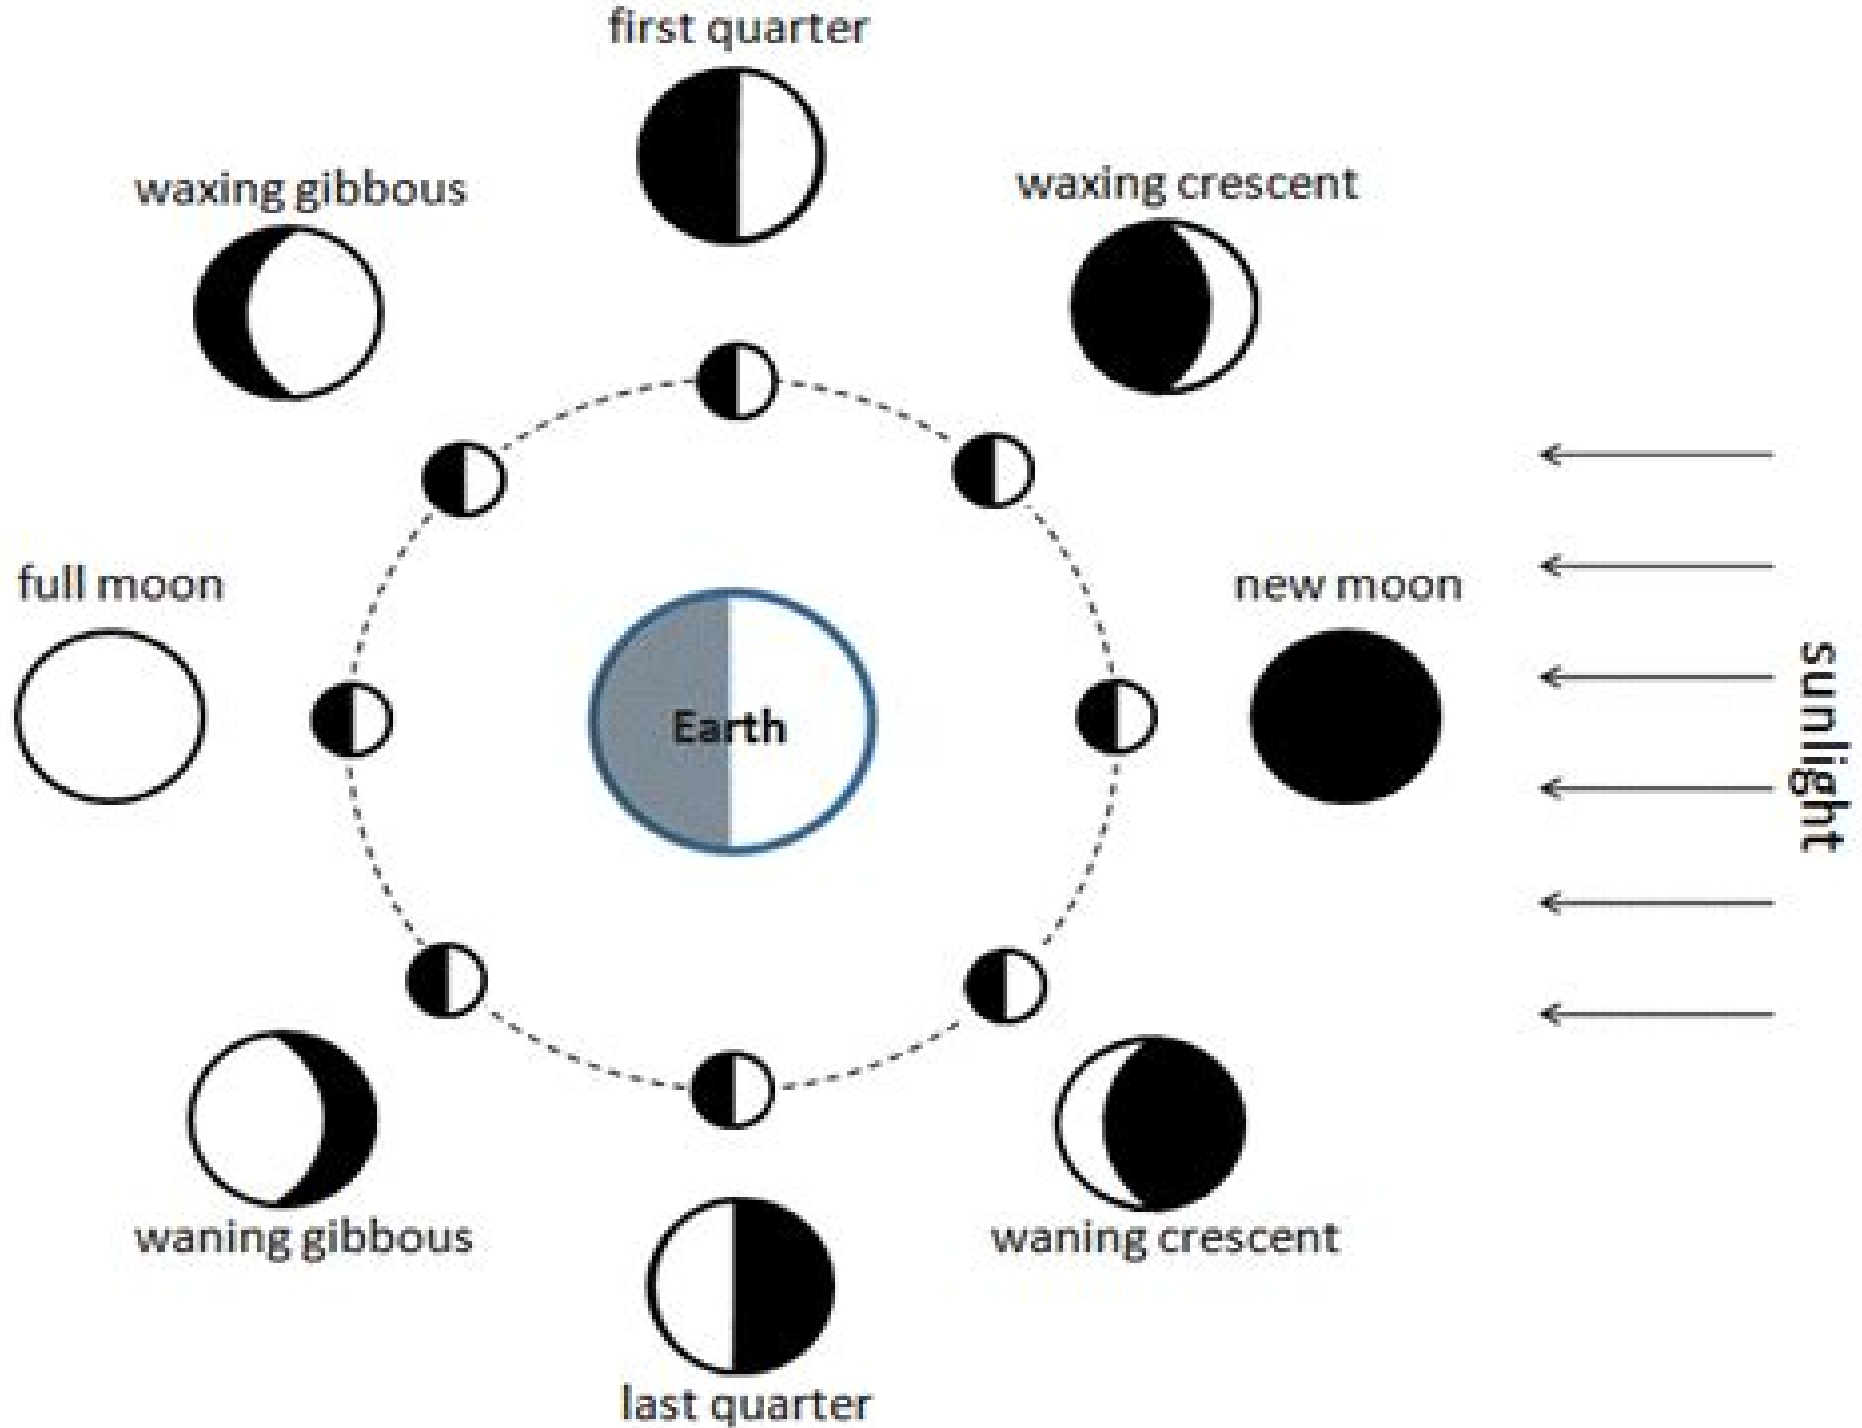 first quarter
waxing gibbous
waxing crescent
full moon
new moon
Earth
sunlight
waning gibbous
waning crescent
last quarter